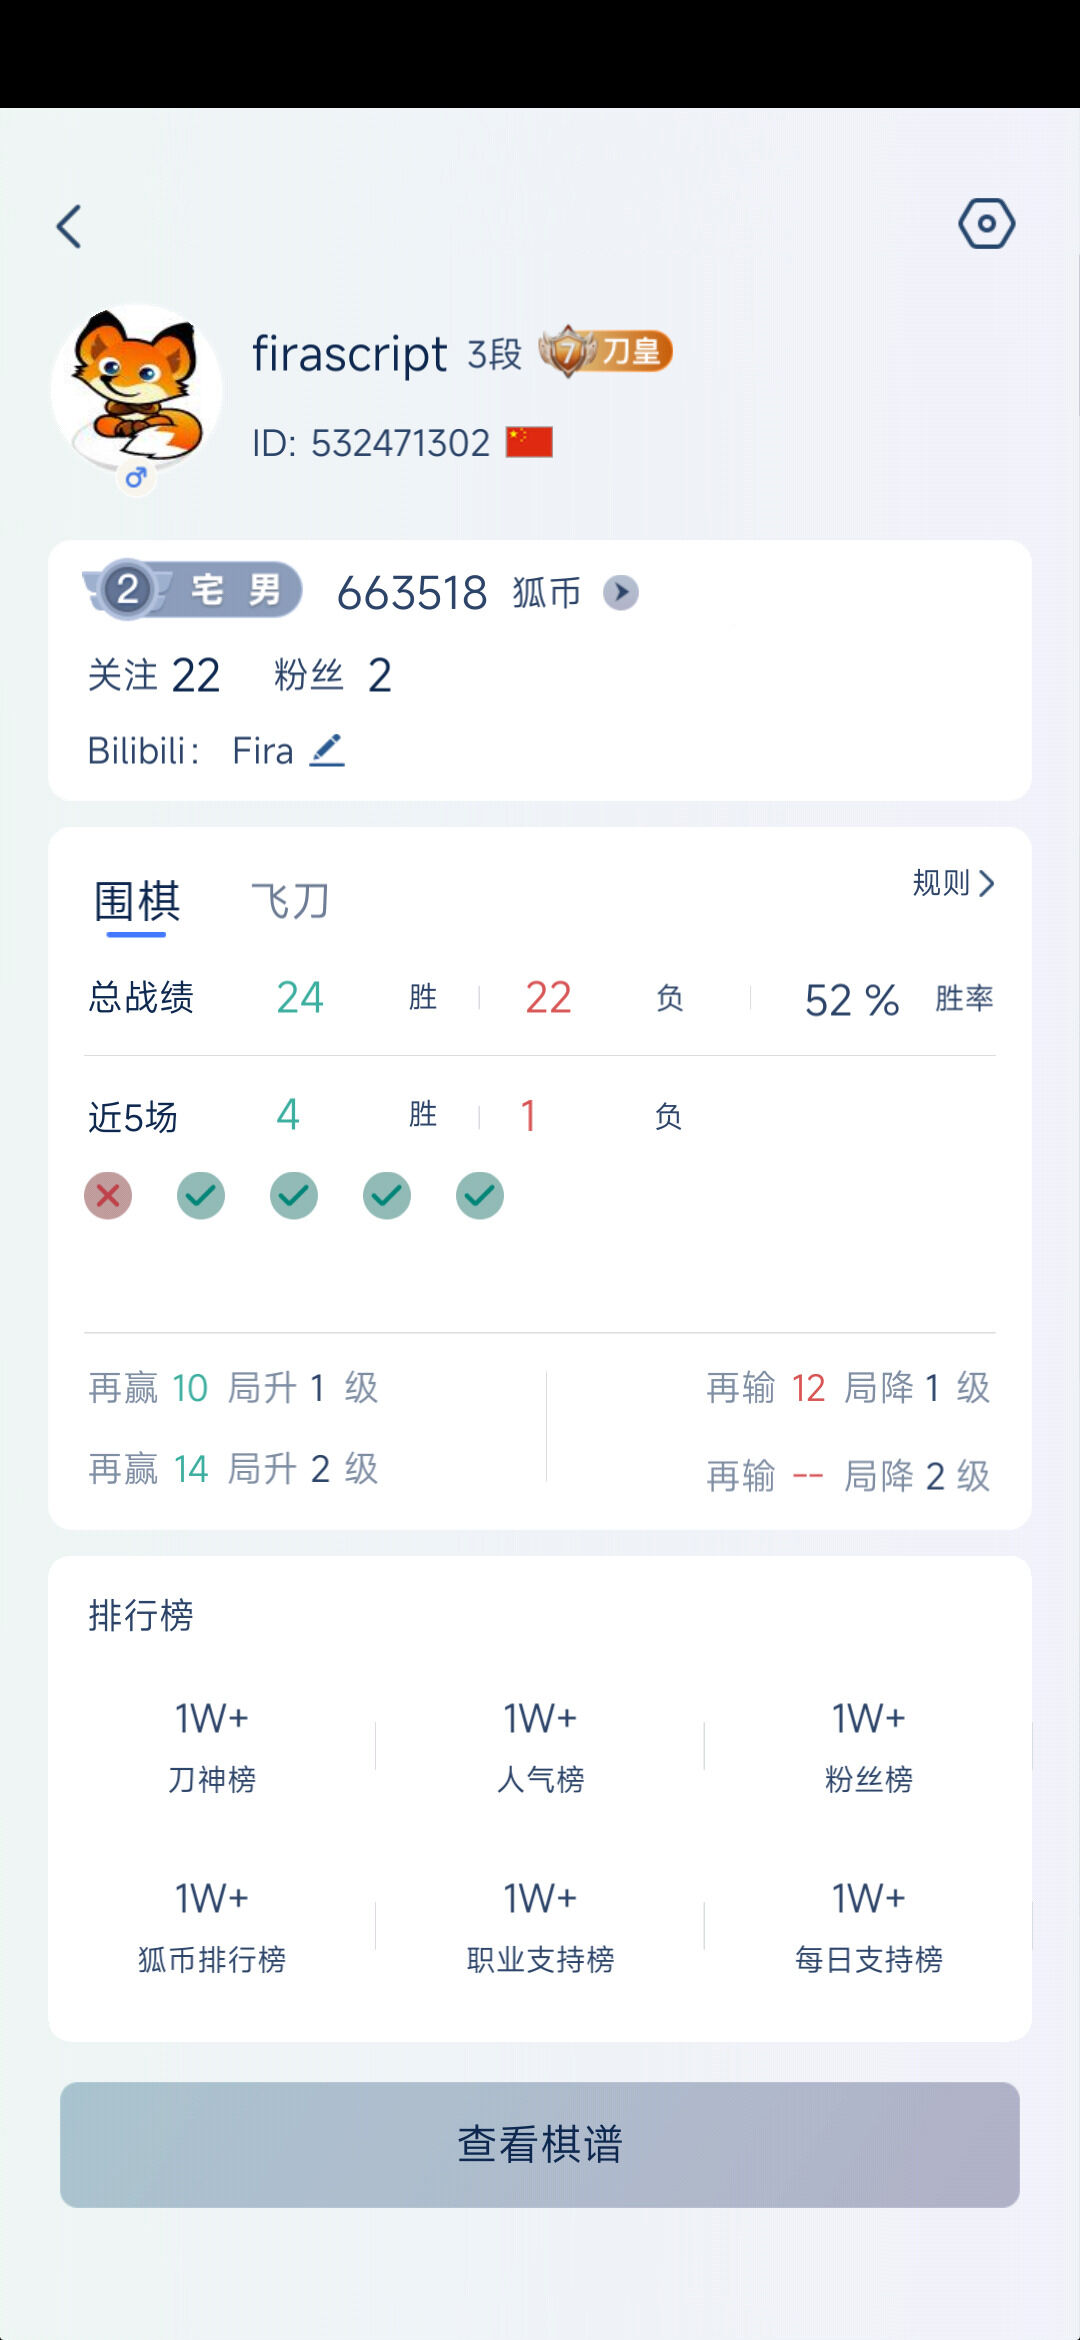 firascript 3段 7 刀皇
ID: 532471302
2 宅男 663518 狐币
关注 22 粉丝 2
Bilibili: Fira
围棋 飞刀 规则
总战绩 24 胜 22 负 52 % 胜率
近5场 4 胜 1 负
再赢 10 局升 1 级 再输 12 局降 1 级
再赢 14 局升 2 级 再输 -- 局降 2 级
排行榜
1W+ 1W+ 1W+
刀神榜 人气榜 粉丝榜
1W+ 1W+ 1W+
狐币排行榜 职业支持榜 每日支持榜
查看棋谱